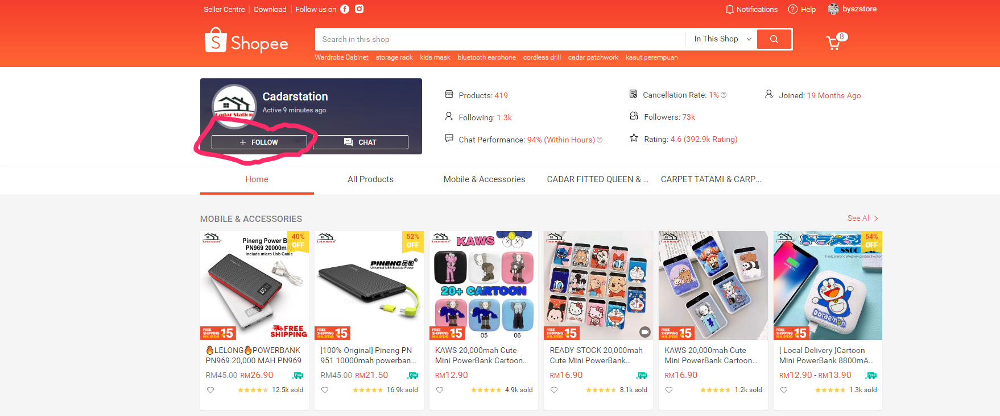 Seller Centre Download Follow us on
Notifications Help byszstore
Shopee
Search in this shop In This Shop
8
Wardrobe Cabinet storage rack kids mask bluetooth earphone cordless drill cadar patchwork kasut perempuan
Cadar Station
Cadarstation
Active 9 minutes ago
+ FOLLOW
CHAT
Products: 419
Following: 1.3k
Chat Performance: 94% (Within Hours)
Cancellation Rate: 1%
Followers: 73k
Rating: 4.6 (392.9k Rating)
Joined: 19 Months Ago
Home All Products Mobile & Accessories CADAR FITTED QUEEN & ... CARPET TATAMI & CARP...
MOBILE & ACCESSORIES
See All
Cadar Station
40% OFF
Pineng Power
PN969 20000m
Include micro Usb Cable
FREE SHIPPING
FREE SHIPPING MIN. SPEND 15
🔥LELONG🔥POWERBANK
PN969 20,000 MAH PN969
RM45.00 RM26.90
Free
12.5k sold
Cadar Station
52% OFF
PINENG品能®
Universal USB Backup Power
FREE SHIPPING MIN. SPEND 15
[100% Original] Pineng PN
951 10000mah powerban...
RM45.00 RM21.50
Free
16.9k sold
Cadar Station
KAWS
20+ CARTOON
05 06
FREE SHIPPING MIN. SPEND 15
KAWS 20,000mah Cute
Mini PowerBank Cartoon...
RM12.90
4.9k sold
Cadar Station
GARFIELD
Hello Kitty
FREE SHIPPING MIN. SPEND 15
READY STOCK 20,000mah
Cute Mini PowerBank...
RM16.90
Free
8.1k sold
Cadar Station
FREE SHIPPING MIN. SPEND 15
KAWS 20,000mah Cute
Mini PowerBank Cartoon...
RM16.90
1.2k sold
Cadar Station
54% OFF
8800
Doraemon
FREE SHIPPING MIN. SPEND 15
[ Local Delivery ]Cartoon
Mini PowerBank 8800mA...
RM12.90 - RM13.90
Free
1.3k sold